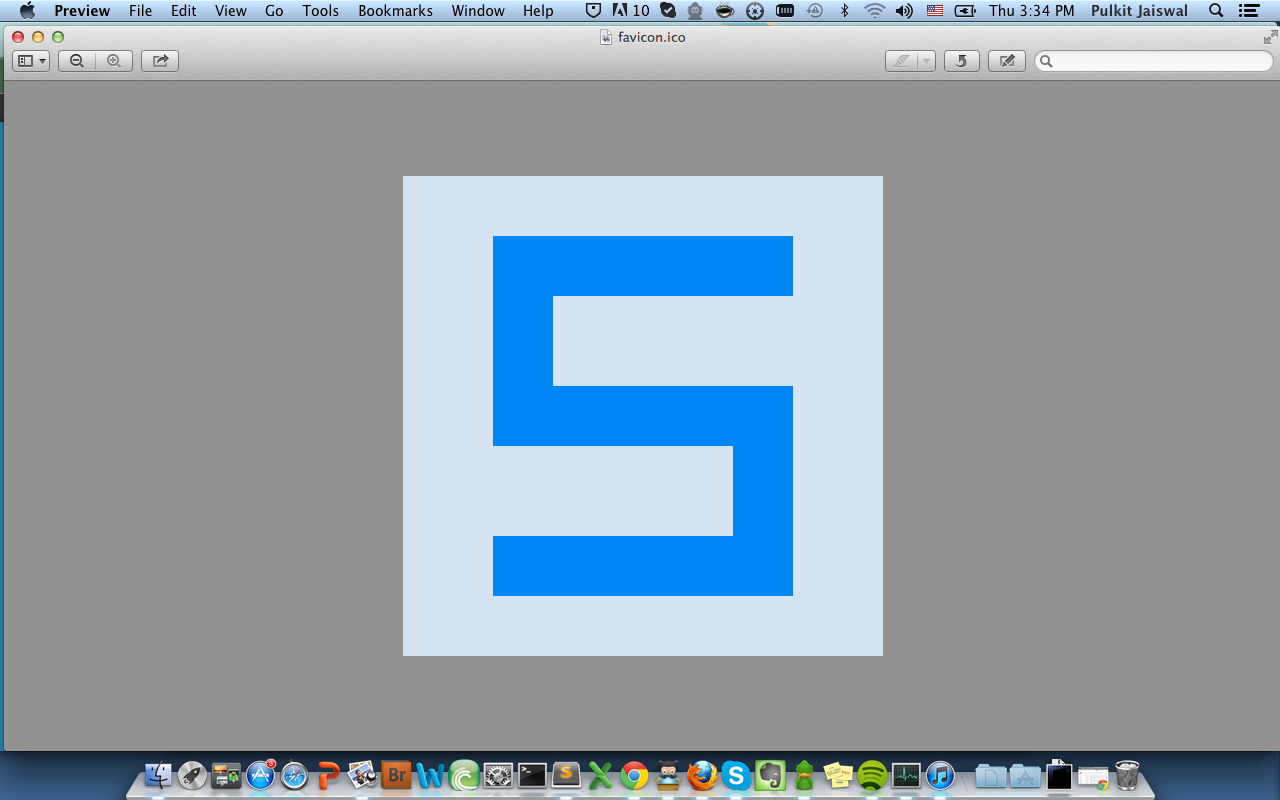 Preview File Edit View Go Tools Bookmarks Window Help 10 Thu 3:34 PM Pulkit Jaiswal
favicon.ico
S
3 Br W S X S